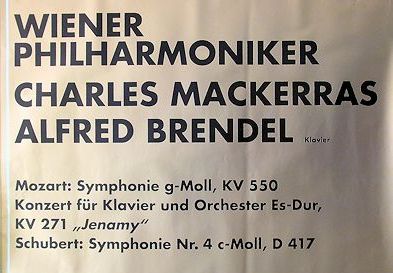 WIENER
PHILHARMONIKER
CHARLES MACKERRAS
ALFRED BRENDEL Klavier
Mozart: Symphonie g-Moll, KV 550
Konzert für Klavier und Orchester Es-Dur,
KV 271 „Jenamy“
Schubert: Symphonie Nr. 4 c-Moll, D 417